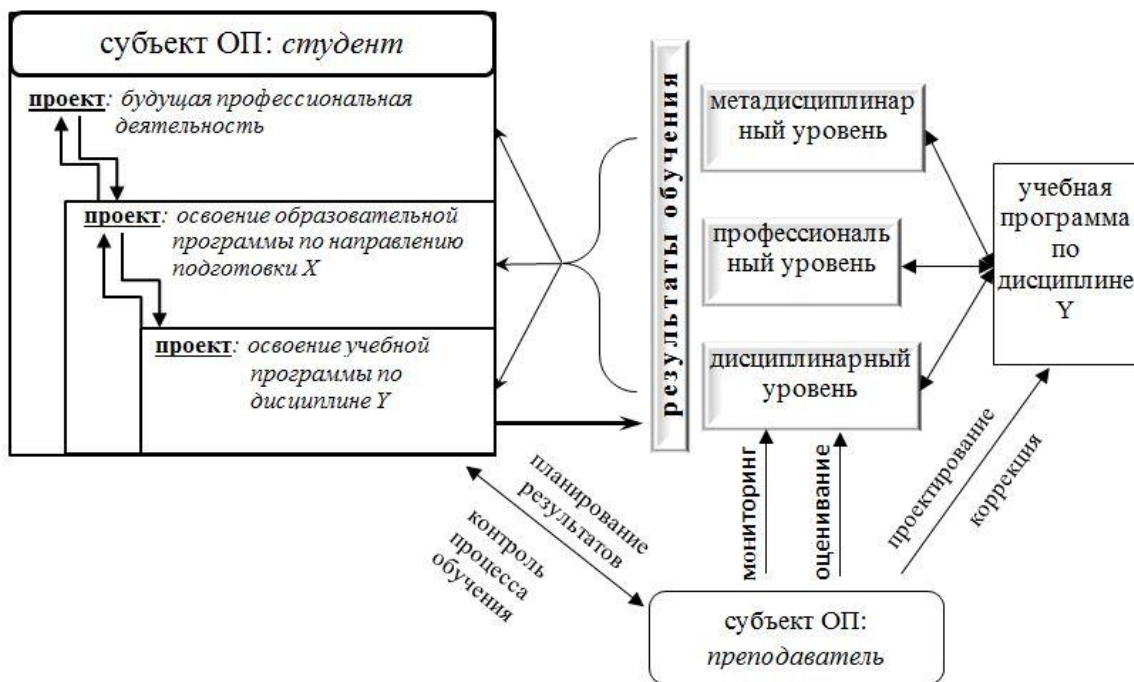 субъект ОП: студент
проект: будущая профессиональная
деятельность
проект: освоение образовательной
программы по направлению
подготовки X
проект: освоение учебной
программы по
дисциплине Y
результаты обучения
метадисциплинар
ный уровень
профессиональ
ный уровень
дисциплинарный
уровень
учебная
программа
по
дисциплине
Y
планирование
результатов
контроль
процесса
обучения
мониторинг
оценивание
проектирование
коррекция
субъект ОП:
преподаватель